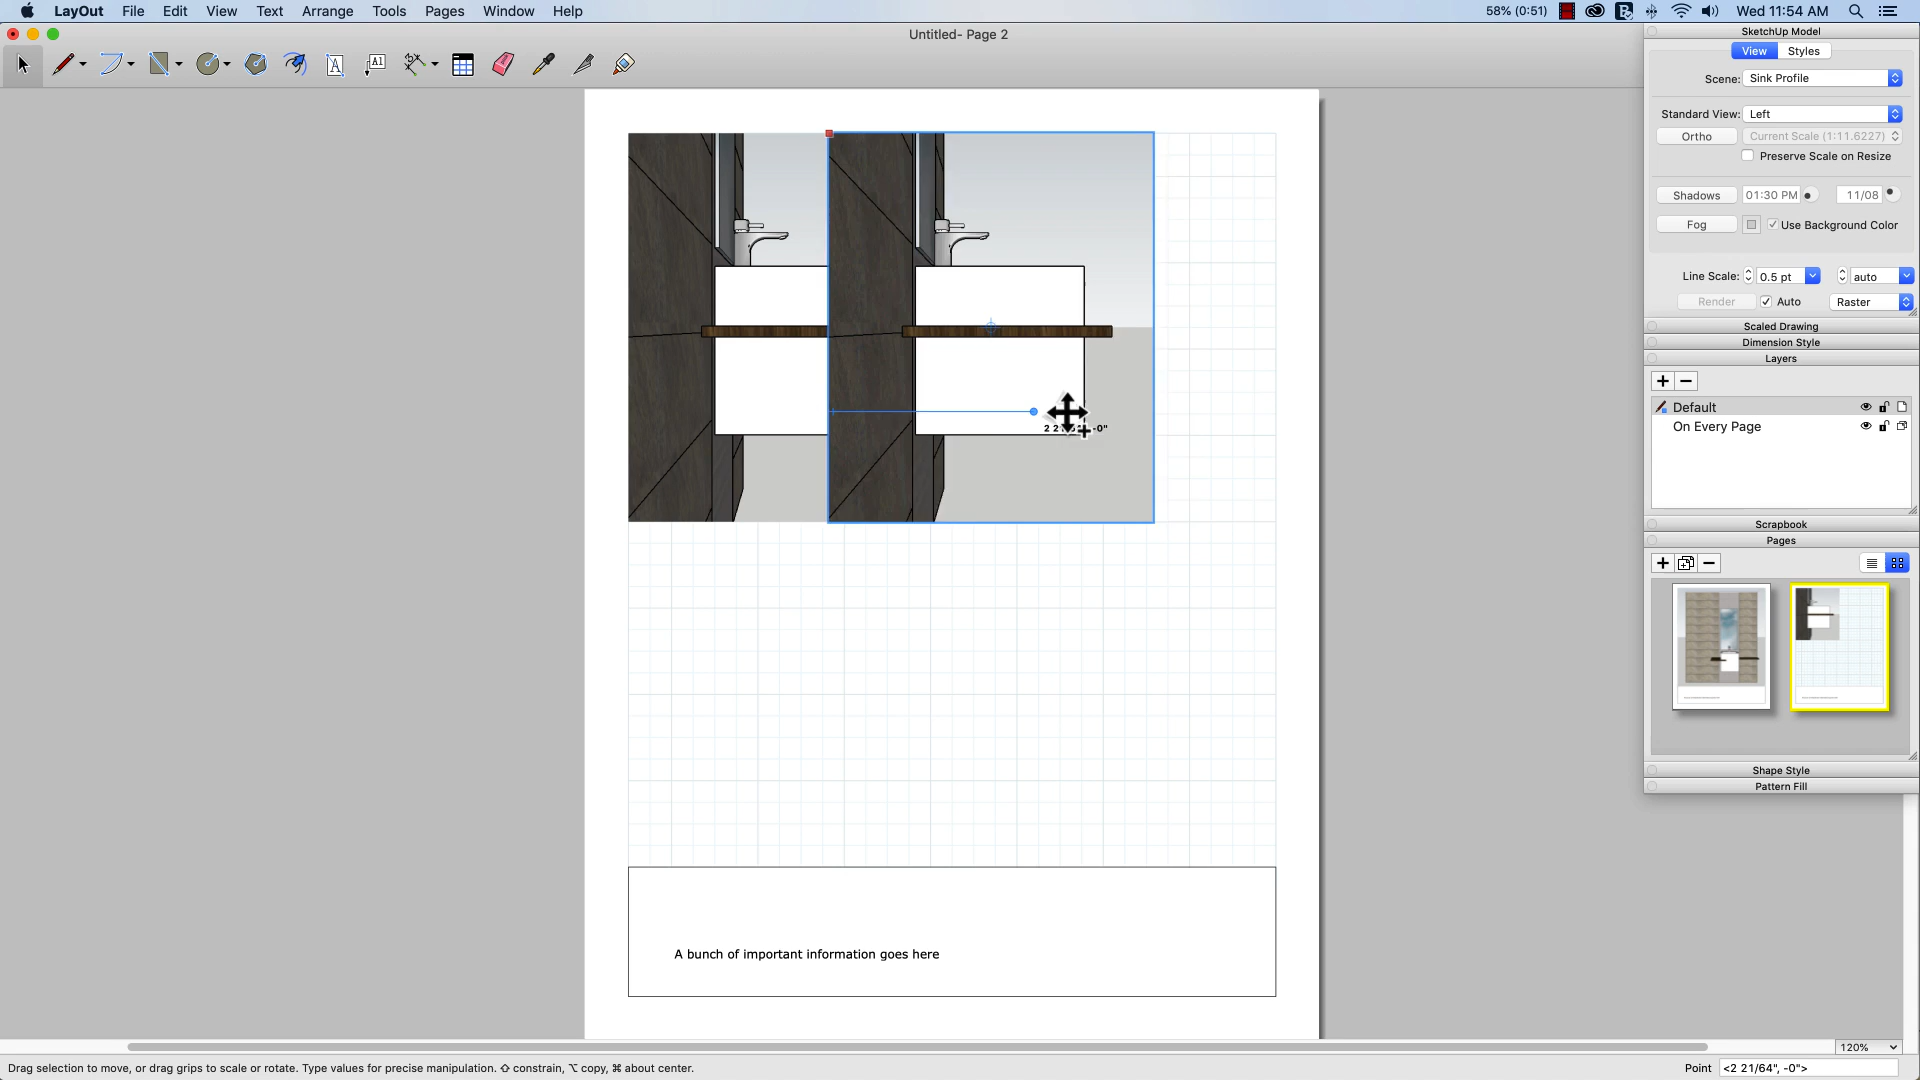 LayOut File Edit View Text Arrange Tools Pages Window Help 58% (0:51) Wed 11:54 AM
Untitled- Page 2
SketchUp Model
View Styles
Scene: Sink Profile
Standard View: Left
Ortho Current Scale (1:11.6227)
Preserve Scale on Resize
Shadows 01:30 PM 11/08
Fog Use Background Color
Line Scale: 0.5 pt auto
Render Auto Raster
Scaled Drawing
Dimension Style
Layers
Default
On Every Page
Scrapbook
Pages
Shape Style
Pattern Fill
A bunch of important information goes here
120%
Drag selection to move, or drag grips to scale or rotate. Type values for precise manipulation. ⇧ constrain, ⌥ copy, ⌘ about center.
Point <2 21/64", -0">